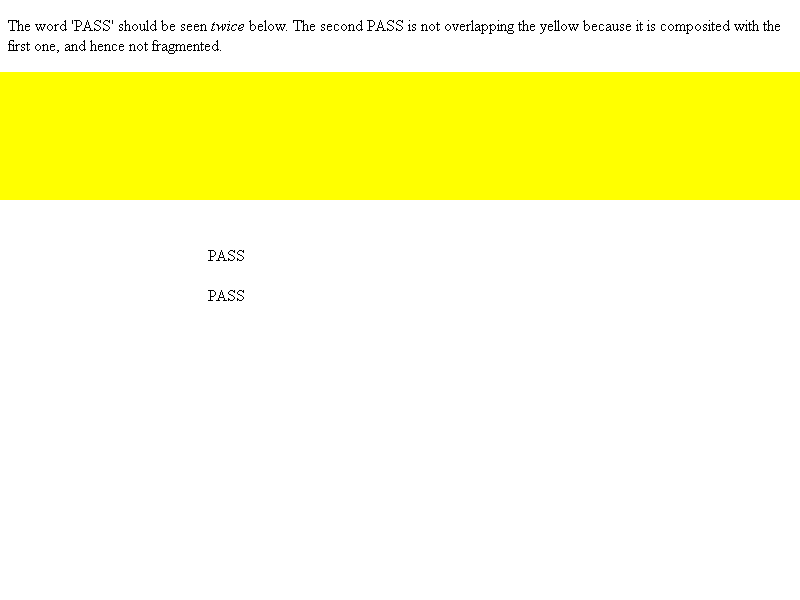 The word 'PASS' should be seen twice below. The second PASS is not overlapping the yellow because it is composited with the
first one, and hence not fragmented.
PASS
PASS